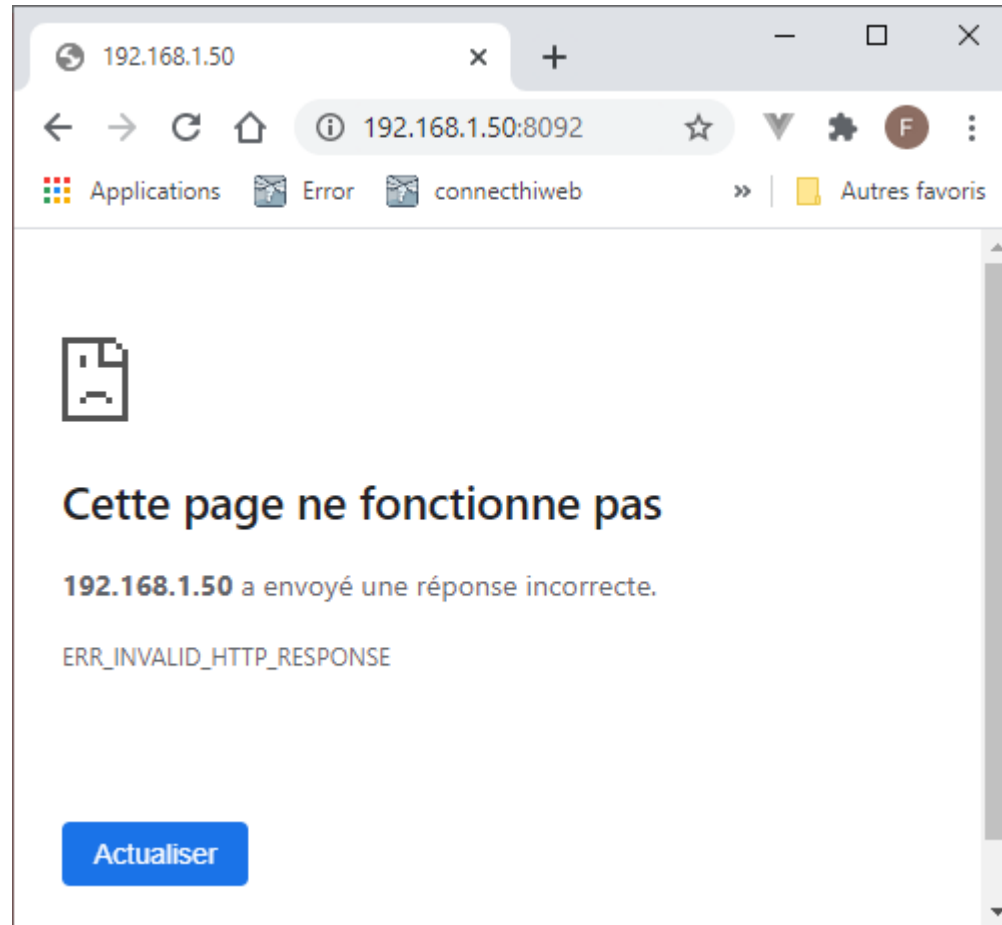 192.168.1.50
192.168.1.50:8092
F
Applications Error connecthiweb » Autres favoris
Cette page ne fonctionne pas
192.168.1.50 a envoyé une réponse incorrecte.
ERR_INVALID_HTTP_RESPONSE
Actualiser